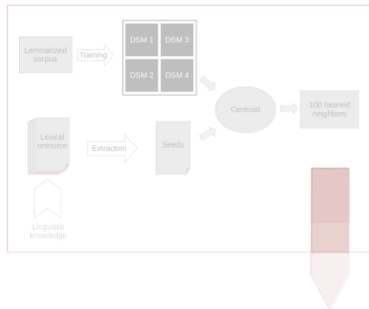 Lemmatized
corpus
Training
DSM 1 DSM 3
DSM 2 DSM 4
Centroid
100 nearest
neighbors
Lexical
resource
Extraction
Seeds
Linguistic
knowledge